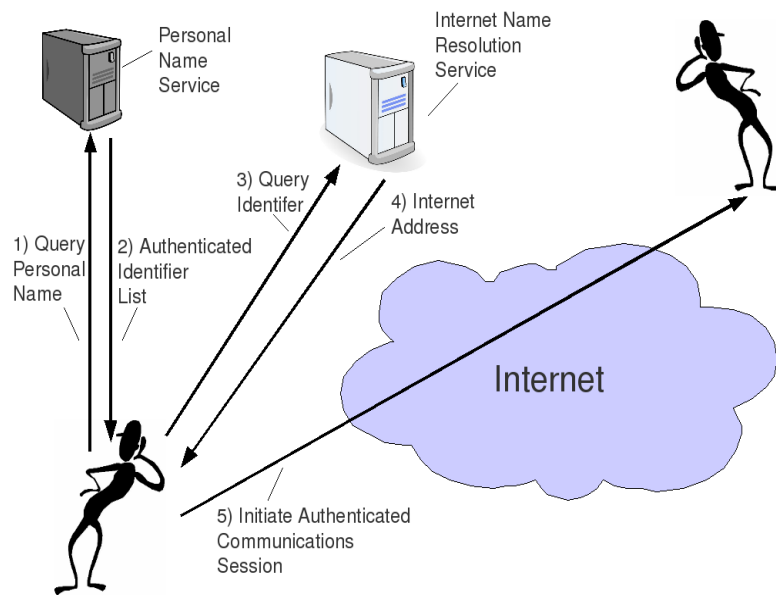 Personal
Name
Service
Internet Name
Resolution
Service
3) Query
Identifer
4) Internet
Address
1) Query
Personal
Name
2) Authenticated
Identifier
List
Internet
5) Initiate Authenticated
Communications
Session